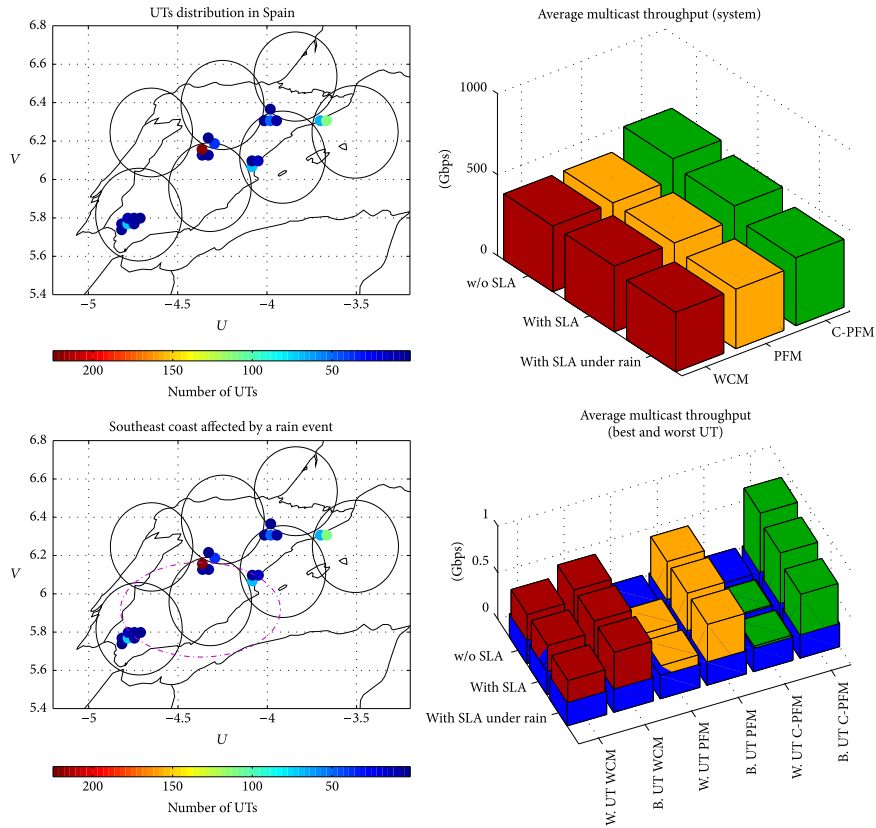 UTs distribution in Spain
6.8
6.6
6.4
6.2
6
5.8
5.6
5.4
V
−5
−4.5
−4
−3.5
U
200
150
100
50
Number of UTs
Average multicast throughput (system)
1000
500
0
(Gbps)
w/o SLA
With SLA
With SLA under rain
WCM
PFM
C-PFM
Southeast coast affected by a rain event
6.8
6.6
6.4
6.2
6
5.8
5.6
5.4
V
−5
−4.5
−4
−3.5
U
200
150
100
50
Number of UTs
Average multicast throughput
(best and worst UT)
1
0.5
0
(Gbps)
w/o SLA
With SLA
With SLA under rain
W. UT WCM
B. UT WCM
W. UT PFM
B. UT PFM
W. UT C-PFM
B. UT C-PFM